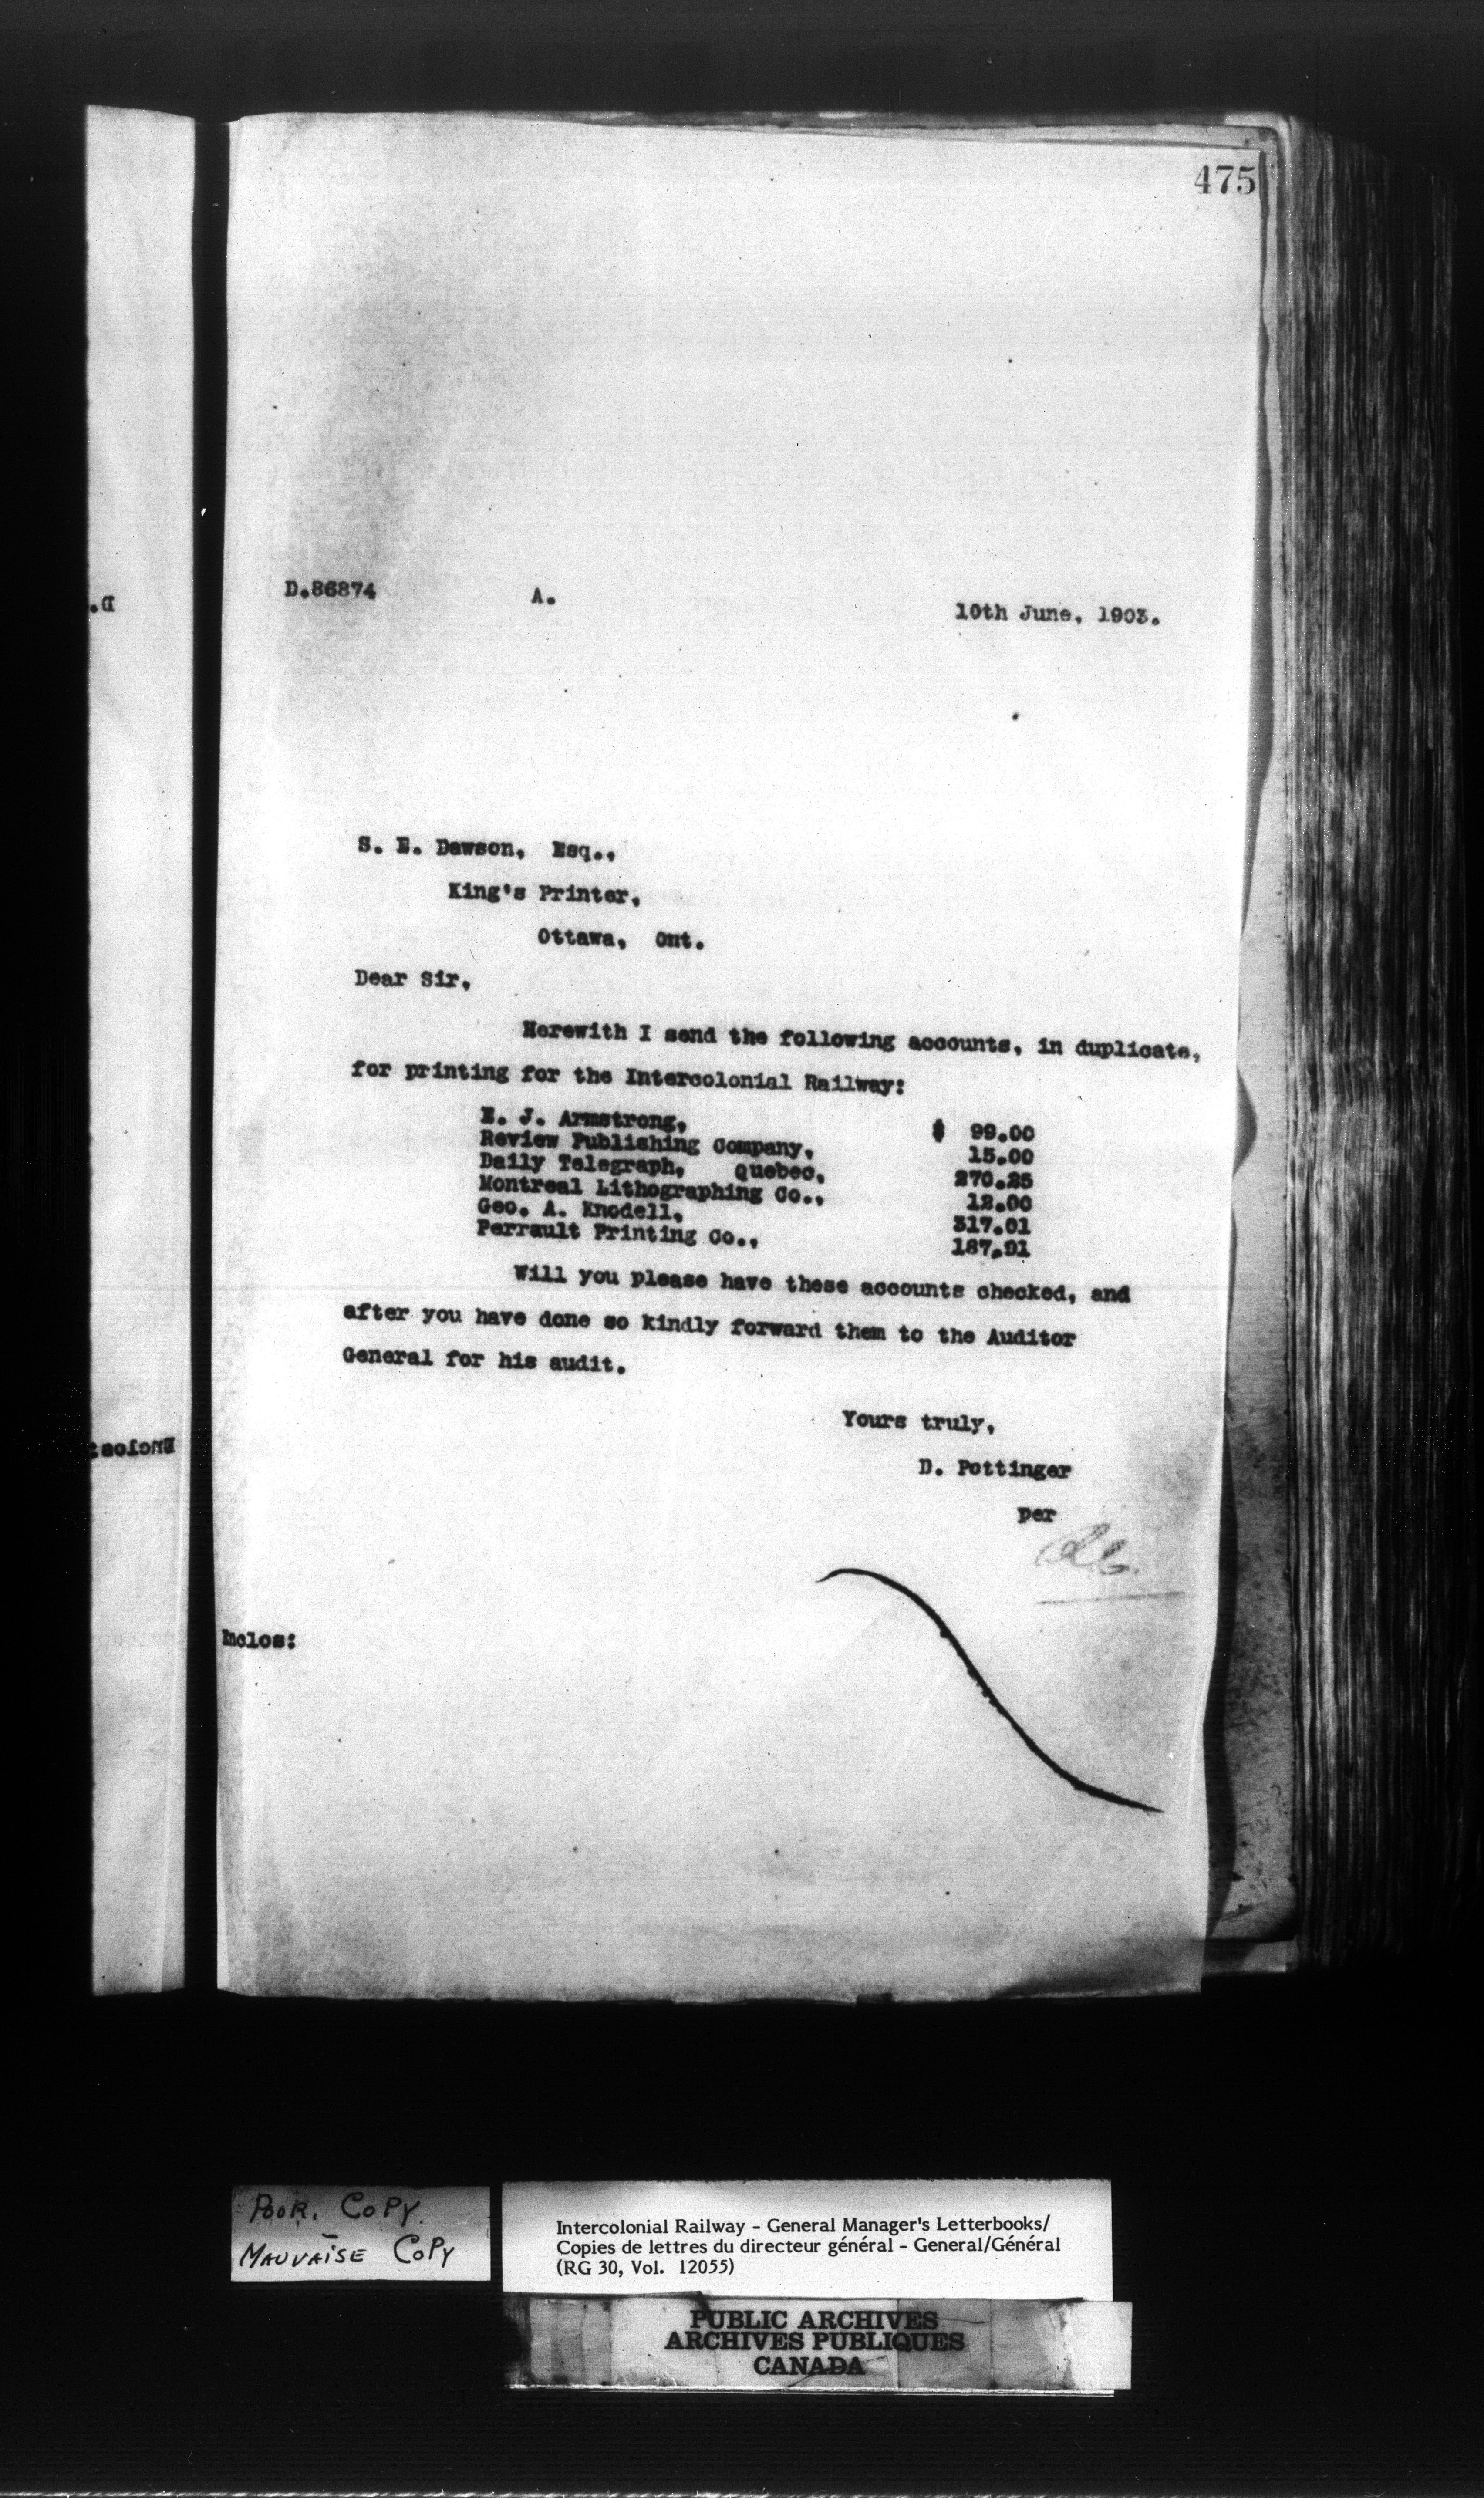 475
D.86874 A. 10th June, 1903.
S. E. Dawson, Esq.,
King's Printer,
Ottawa, Ont.
Dear Sir,
Herewith I send the following accounts, in duplicate,
for printing for the Intercolonial Railway:
E. J. Armstrong, $ 99.00
Review Publishing Company, 15.00
Daily Telegraph, Quebec, 270.25
Montreal Lithographing Co., 12.00
Geo. A. Knodell, 317.01
Perrault Printing Co., 187.91
Will you please have these accounts checked, and
after you have done so kindly forward them to the Auditor
General for his audit.
Yours truly,
D. Pottinger
per
Enclos:
POOR. COPY.
MAUVAISE COPY
Intercolonial Railway - General Manager's Letterbooks/
Copies de lettres du directeur général - General/Général
(RG 30, Vol. 12055)
PUBLIC ARCHIVES
ARCHIVES PUBLIQUES
CANADA